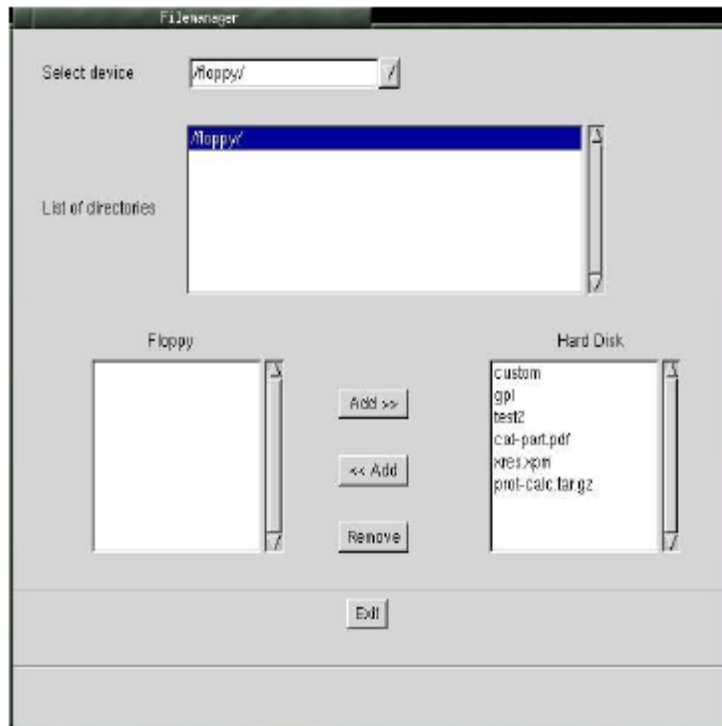 Filemanager
Select device
/floppy/
/floppy/
List of directories
Floppy
Hard Disk
custom
gpl
test2
cat-part.pdf
xres.xpm
prot-calc.tar.gz
Add >>
<< Add
Remove
Exit